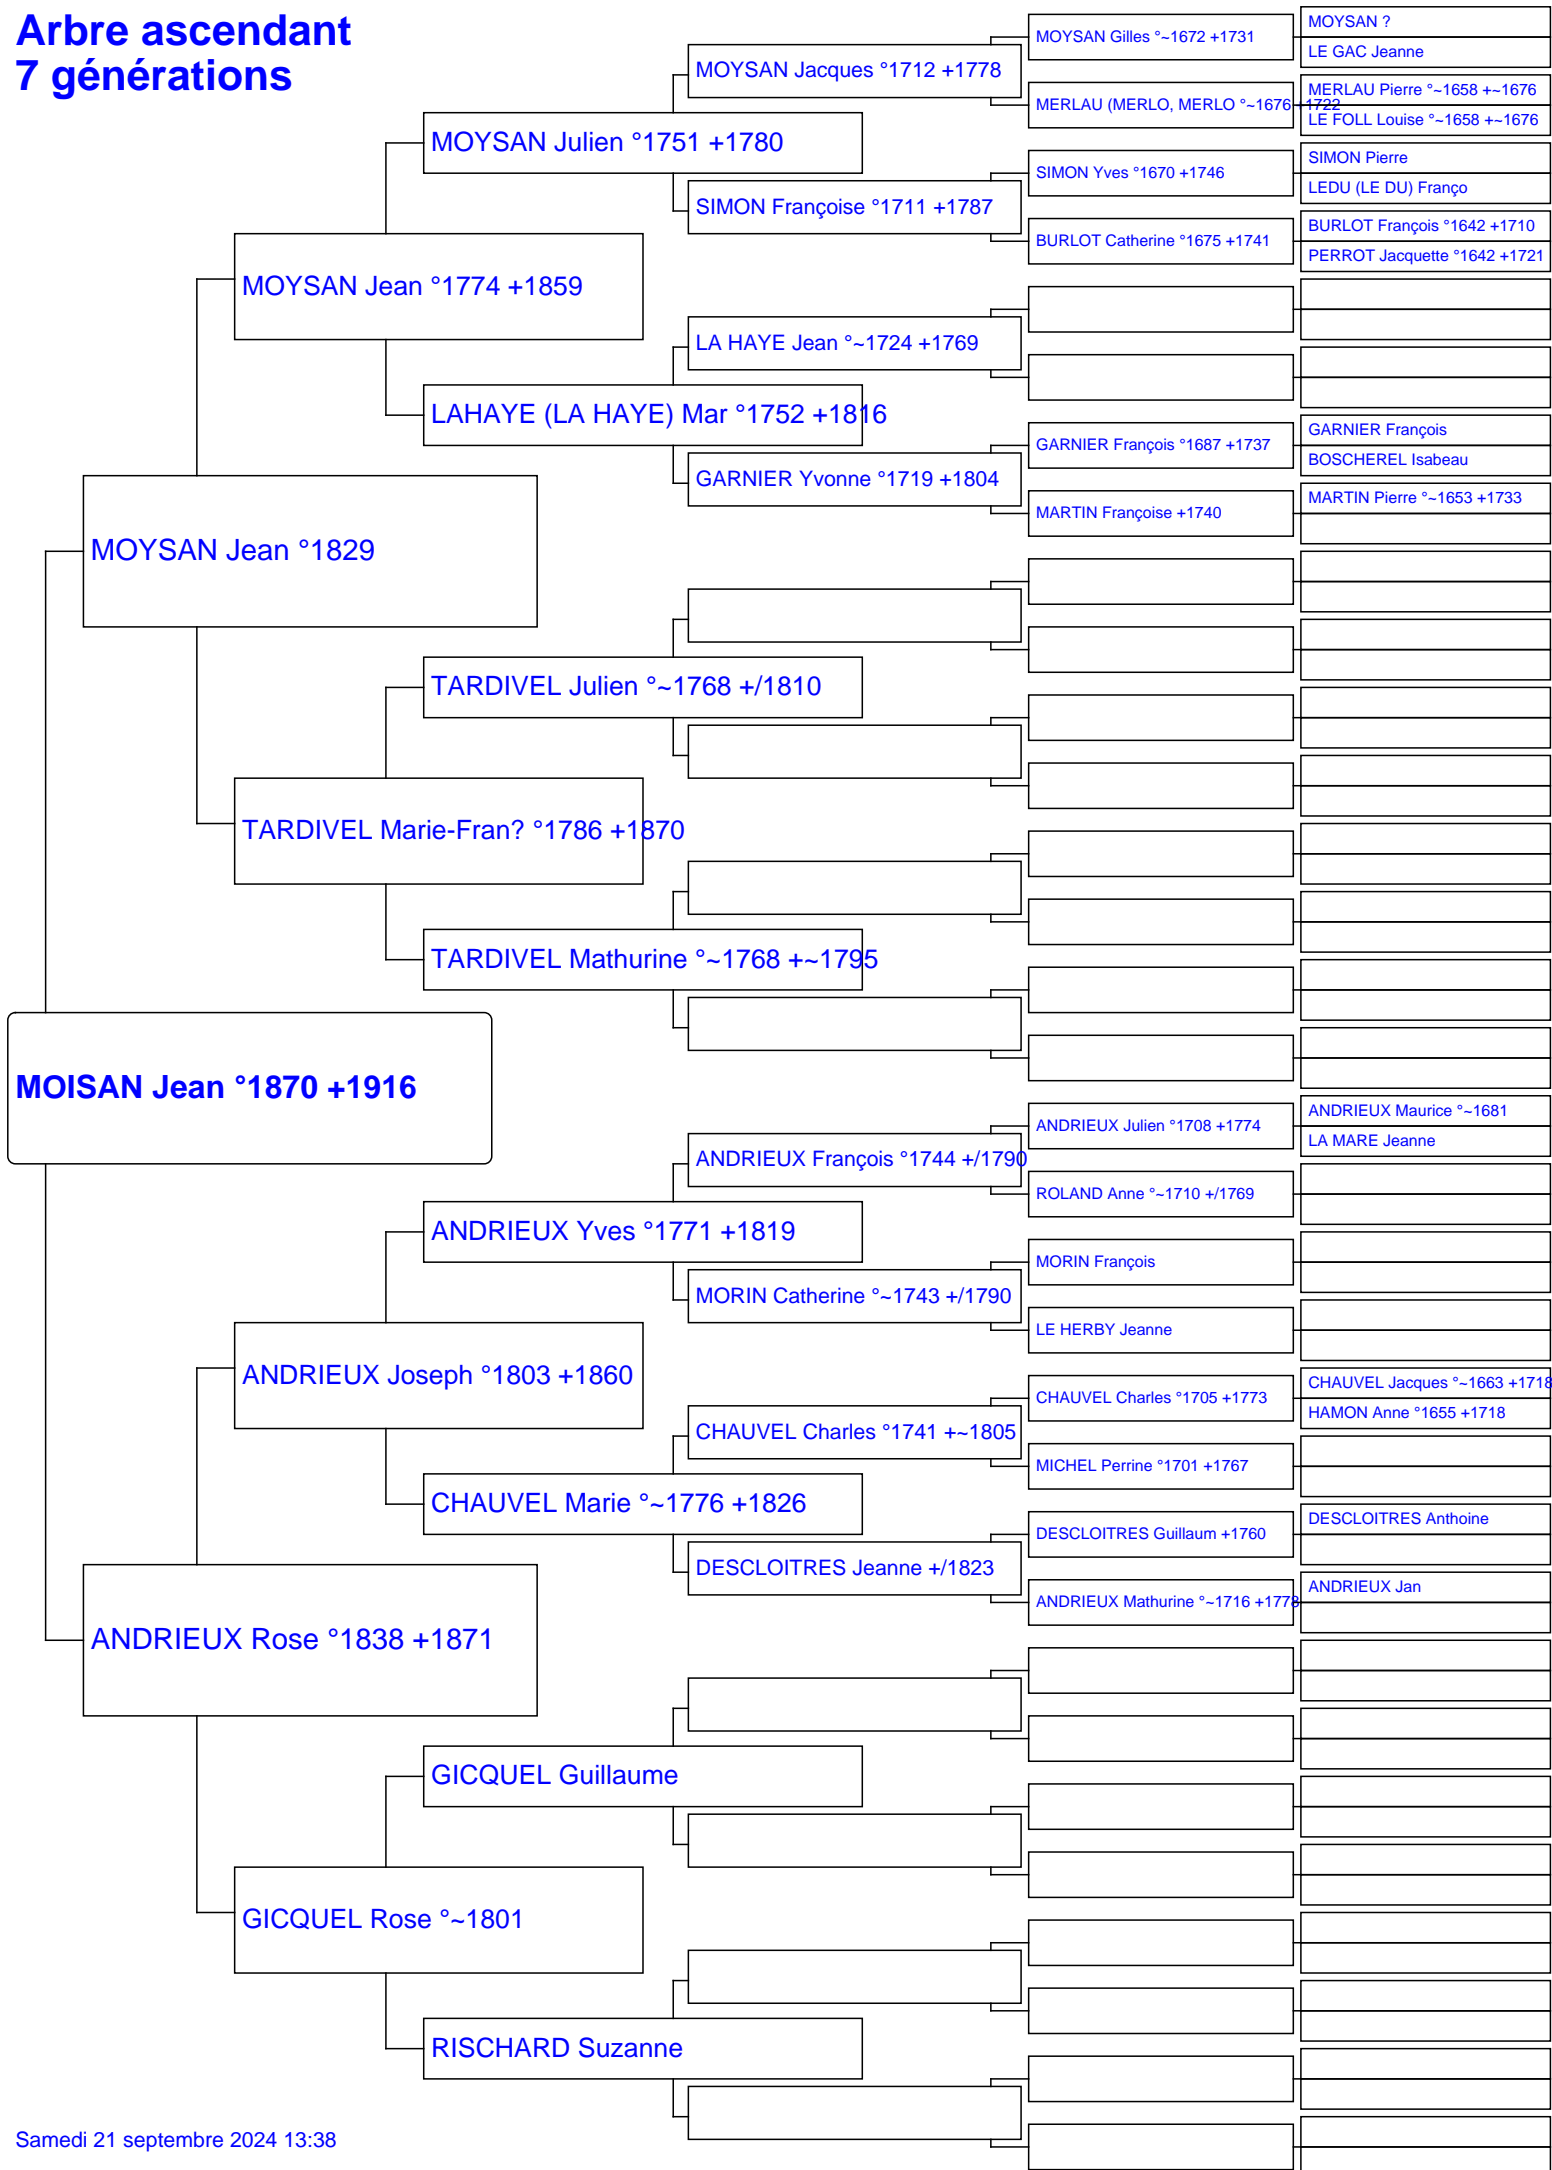 Arbre ascendant
7 générations
MOISAN Jean °1870 +1916
MOYSAN Jean °1829
ANDRIEUX Rose °1838 +1871
MOYSAN Jean °1774 +1859
TARDIVEL Marie-Fran? °1786 +1870
ANDRIEUX Joseph °1803 +1860
GICQUEL Rose °~1801
MOYSAN Julien °1751 +1780
LAHAYE (LA HAYE) Mar °1752 +1816
TARDIVEL Julien °~1768 +/1810
TARDIVEL Mathurine °~1768 +~1795
ANDRIEUX Yves °1771 +1819
CHAUVEL Marie °~1776 +1826
GICQUEL Guillaume
RISCHARD Suzanne
MOYSAN Jacques °1712 +1778
SIMON Françoise °1711 +1787
LA HAYE Jean °~1724 +1769
GARNIER Yvonne °1719 +1804
ANDRIEUX François °1744 +/1790
MORIN Catherine °~1743 +/1790
CHAUVEL Charles °1741 +~1805
DESCLOITRES Jeanne +/1823
MOYSAN Gilles °~1672 +1731
MERLAU (MERLO, MERLO °~1676 +1722
SIMON Yves °1670 +1746
BURLOT Catherine °1675 +1741
GARNIER François °1687 +1737
MARTIN Françoise +1740
ANDRIEUX Julien °1708 +1774
ROLAND Anne °~1710 +/1769
MORIN François
LE HERBY Jeanne
CHAUVEL Charles °1705 +1773
MICHEL Perrine °1701 +1767
DESCLOITRES Guillaum +1760
ANDRIEUX Mathurine °~1716 +1778
MOYSAN ?
LE GAC Jeanne
MERLAU Pierre °~1658 +~1676
LE FOLL Louise °~1658 +~1676
SIMON Pierre
LEDU (LE DU) Franço
BURLOT François °1642 +1710
PERROT Jacquette °1642 +1721
GARNIER François
BOSCHEREL Isabeau
MARTIN Pierre °~1653 +1733
ANDRIEUX Maurice °~1681
LA MARE Jeanne
CHAUVEL Jacques °~1663 +1718
HAMON Anne °1655 +1718
DESCLOITRES Anthoine
ANDRIEUX Jan
Samedi 21 septembre 2024 13:38